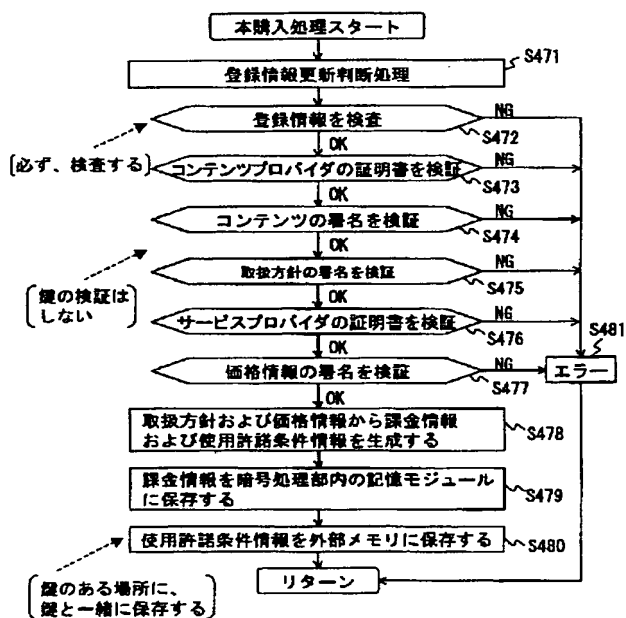 本購入処理スタート
登録情報更新判断処理
S471
登録情報を検査
NG
S472
OK
必ず、検査する
コンテンツプロバイダの証明書を検証
NG
S473
OK
コンテンツの署名を検証
NG
S474
OK
鍵の検証は
しない
取扱方針の署名を検証
NG
S475
OK
サービスプロバイダの証明書を検証
NG
S476
OK
価格情報の署名を検証
NG
S477
S481
エラー
OK
取扱方針および価格情報から課金情報
および使用許諾条件情報を生成する
S478
課金情報を暗号処理部内の記憶モジュール
に保存する
S479
使用許諾条件情報を外部メモリに保存する
S480
鍵のある場所に、
鍵と一緒に保存する
リターン